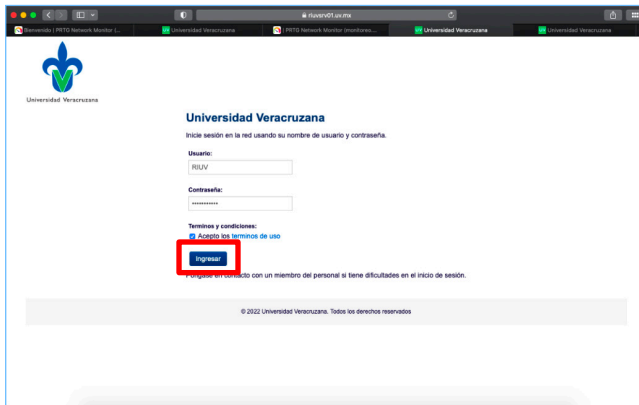 riuvsrv01.uv.mx
Bienvenido | PRTG Network Monitor (...
Universidad Veracruzana
| PRTG Network Monitor (monitoreo...
Universidad Veracruzana
Universidad Veracruzana
Universidad Veracruzana
Universidad Veracruzana
Inicie sesión en la red usando su nombre de usuario y contraseña.
Usuario:
RIUV
Contraseña:
•••••••••••
Terminos y condiciones:
Acepto los terminos de uso
Ingresar
Póngase en contacto con un miembro del personal si tiene dificultades en el inicio de sesión.
© 2022 Universidad Veracruzana. Todos los derechos reservados